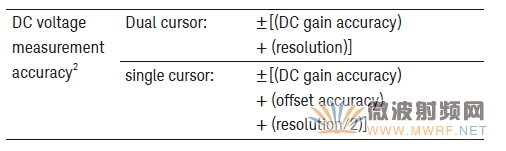 DC voltage
measurement
accuracy²
Dual cursor:
±[(DC gain accuracy)
+ (resolution)]
single cursor:
±[(DC gain accuracy)
+ (offset accuracy)
+ (resolution/2)]
微波射频网
WWW.MWRF.NET